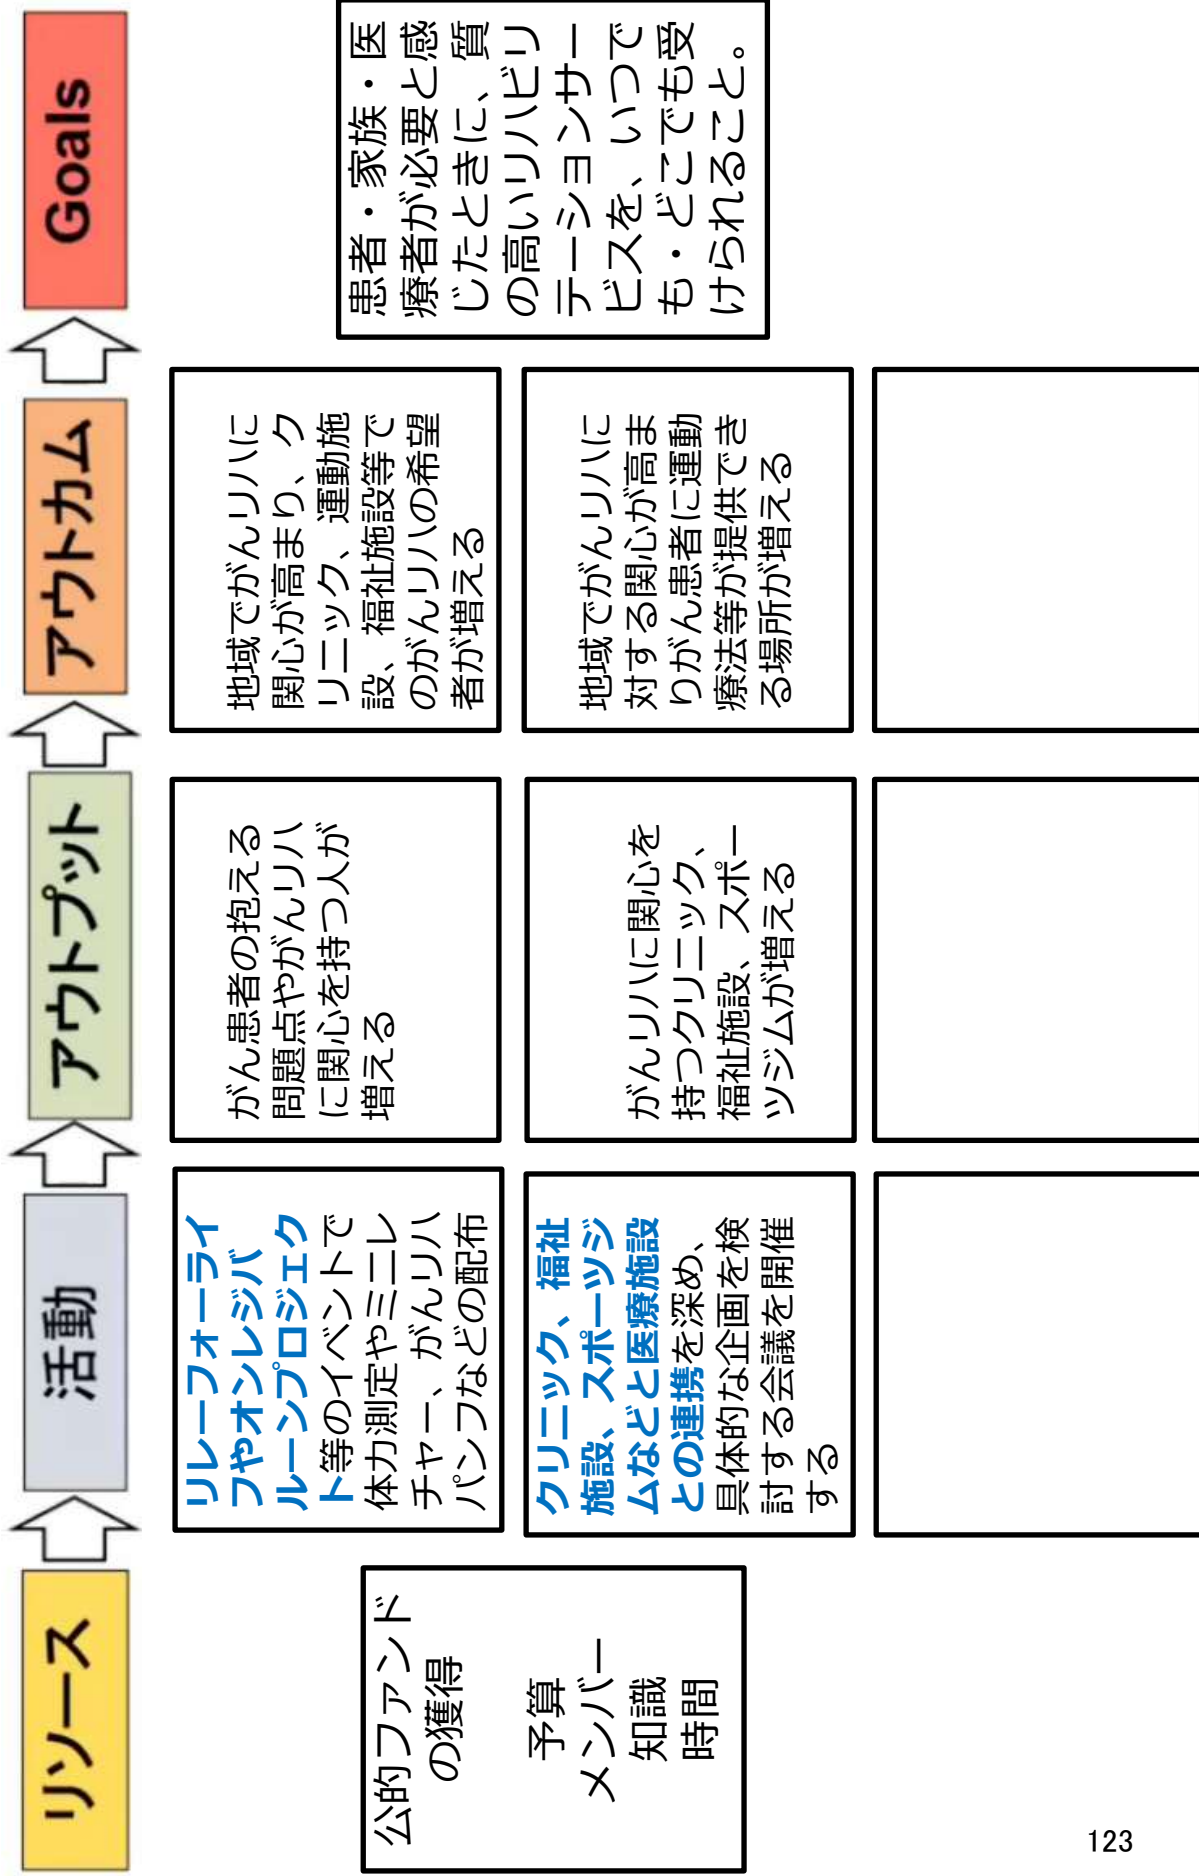 リソース
活動
アウトプット
アウトカム
Goals
公的ファンド
の獲得
予算
メンバー
知識
時間
リレーフォーライ
フやオンレジバ
ルーンプロジェク
ト等のイベントで
体力測定やミニレ
チャー、がんリハ
パンフなどの配布
クリニック、福祉
施設、スポーツジ
ムなどと医療施設
との連携を深め、
具体的な企画を検
討する会議を開催
する
がん患者の抱える
問題点やがんリハ
に関心を持つ人が
増える
がんリハに関心を
持つクリニック、
福祉施設、スポー
ツジムが増える
地域でがんリハに
関心が高まり、ク
リニック、運動施
設、福祉施設等で
のがんリハの希望
者が増える
地域でがんリハに
対する関心が高ま
りがん患者に運動
療法等が提供でき
る場所が増える
患者・家族・医
療者が必要と感
じたときに、質
の高いリハビリ
テーションサー
ビスを、いつで
も・どこでも受
けられること。
123